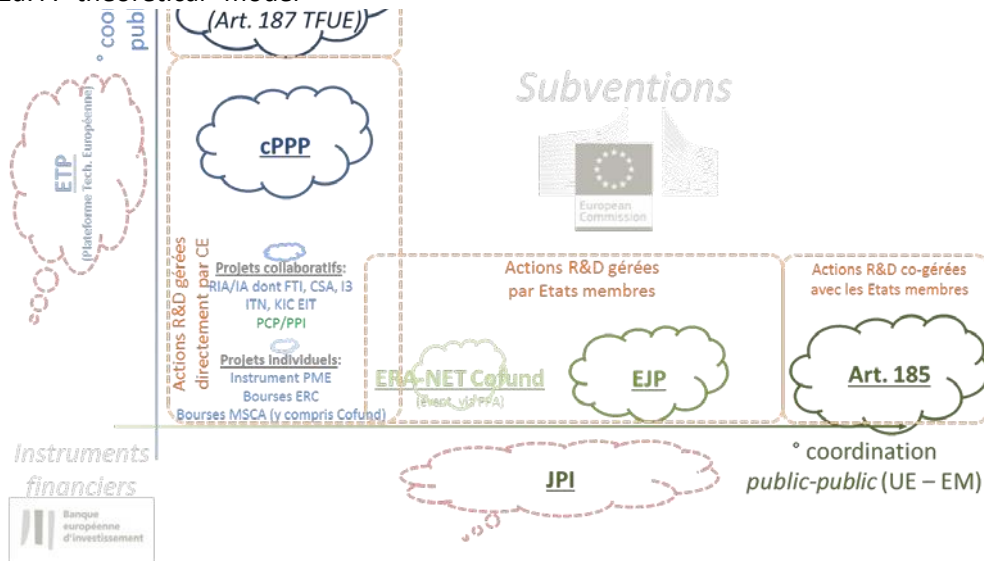 (Art. 187 TFUE)
° coo
pub
Subventions
cPPP
ETP
(Plateforme Tech. Européenne)
European
Commission
Actions R&D gérées
directement par CE
Projets collaboratifs:
RIA/IA dont FTI, CSA, I3
ITN, KIC EIT
PCP/PPI
Projets individuels:
Instrument PME
Bourses ERC
Bourses MSCA (y compris Cofund)
Actions R&D gérées
par Etats membres
ERA-NET Cofund
(évent. via PPA)
EJP
Actions R&D co-gérées
avec les Etats membres
Art. 185
° coordination
public-public (UE – EM)
JPI
Instruments
financiers
Banque
européenne
d'investissement